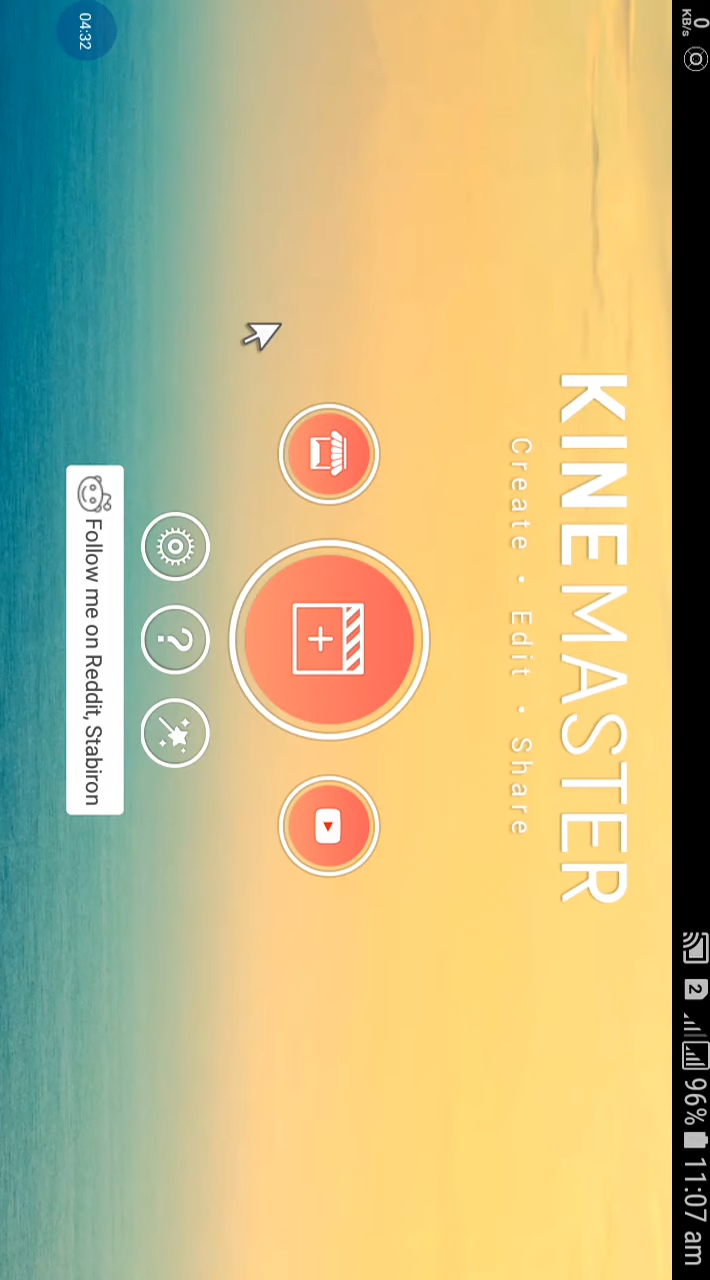 0
KB/s
2
96%
11:07 am
KINEMASTER
Create • Edit • Share
?
Follow me on Reddit, Stabiron
04:32